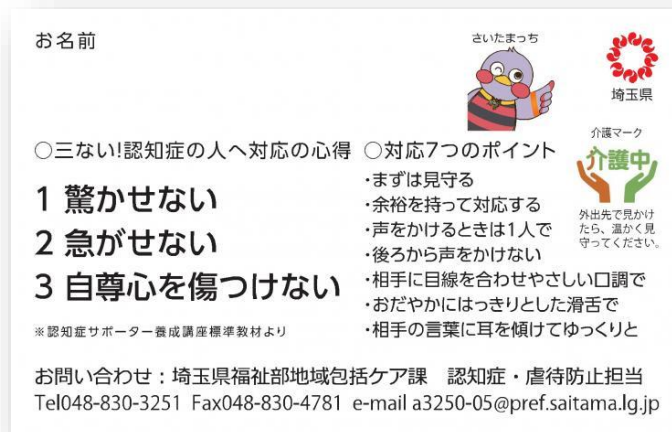 お名前
さいたまっち
埼玉県
○三ない!認知症の人へ対応の心得
1 驚かせない
2 急がせない
3 自尊心を傷つけない
※認知症サポーター養成講座標準教材より
○対応7つのポイント
・まずは見守る
・余裕を持って対応する
・声をかけるときは1人で
・後ろから声をかけない
・相手に目線を合わせやさしい口調で
・おだやかにはっきりとした滑舌で
・相手の言葉に耳を傾けてゆっくりと
介護マーク
介護中
外出先で見かけ
たら、温かく見
守ってください。
お問い合わせ：埼玉県福祉部地域包括ケア課　認知症・虐待防止担当
Tel048-830-3251 Fax048-830-4781 e-mail a3250-05@pref.saitama.lg.jp